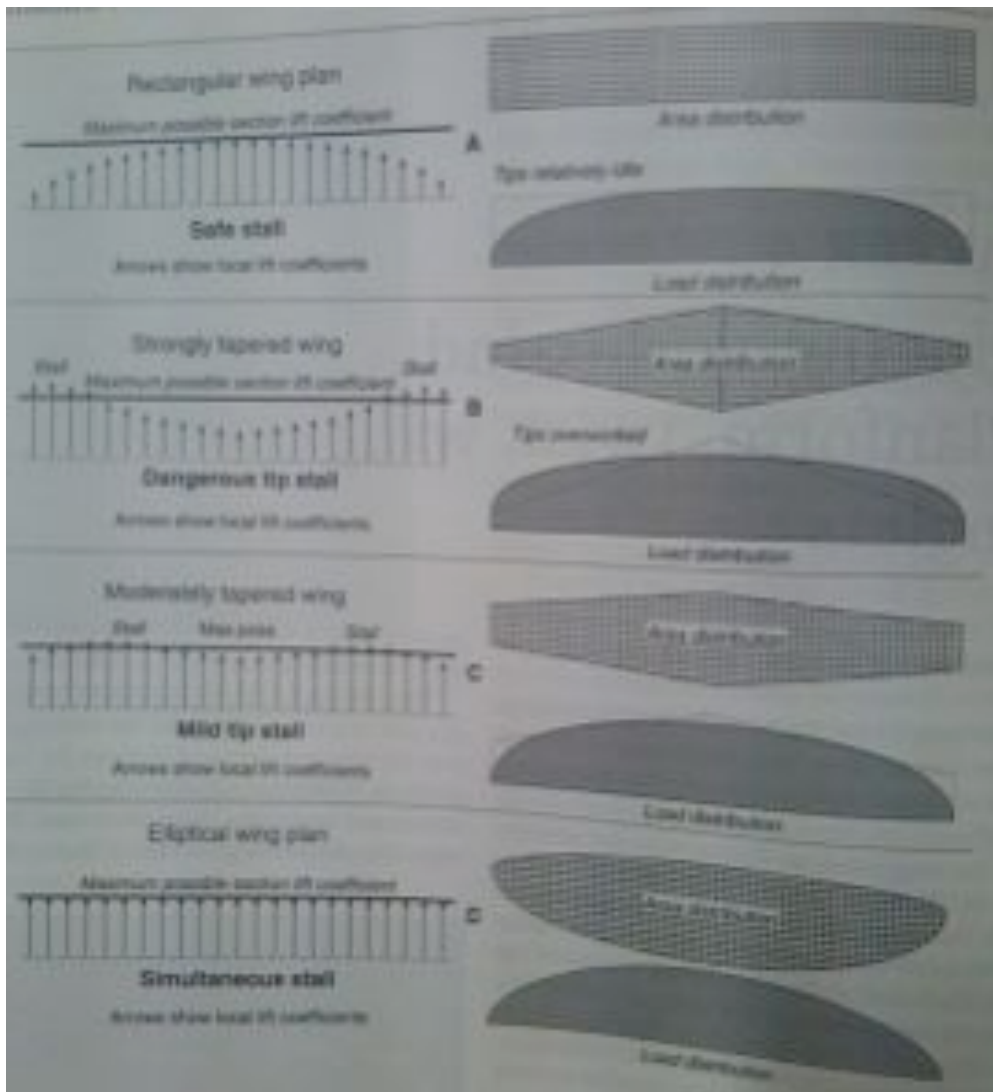 Rectangular wing plan
Maximum possible section lift coefficient
A
Area distribution
Tips relatively idle
Safe stall
Arrows show local lift coefficients
Load distribution
Strongly tapered wing
Stall
Stall
Maximum possible section lift coefficient
Area distribution
B
Tips overworked
Dangerous tip stall
Arrows show local lift coefficients
Load distribution
Moderately tapered wing
Stall
Max poss
Stall
Area distribution
C
Mild tip stall
Arrows show local lift coefficients
Load distribution
Elliptical wing plan
Maximum possible section lift coefficient
D
Area distribution
Simultaneous stall
Arrows show local lift coefficients
Load distribution